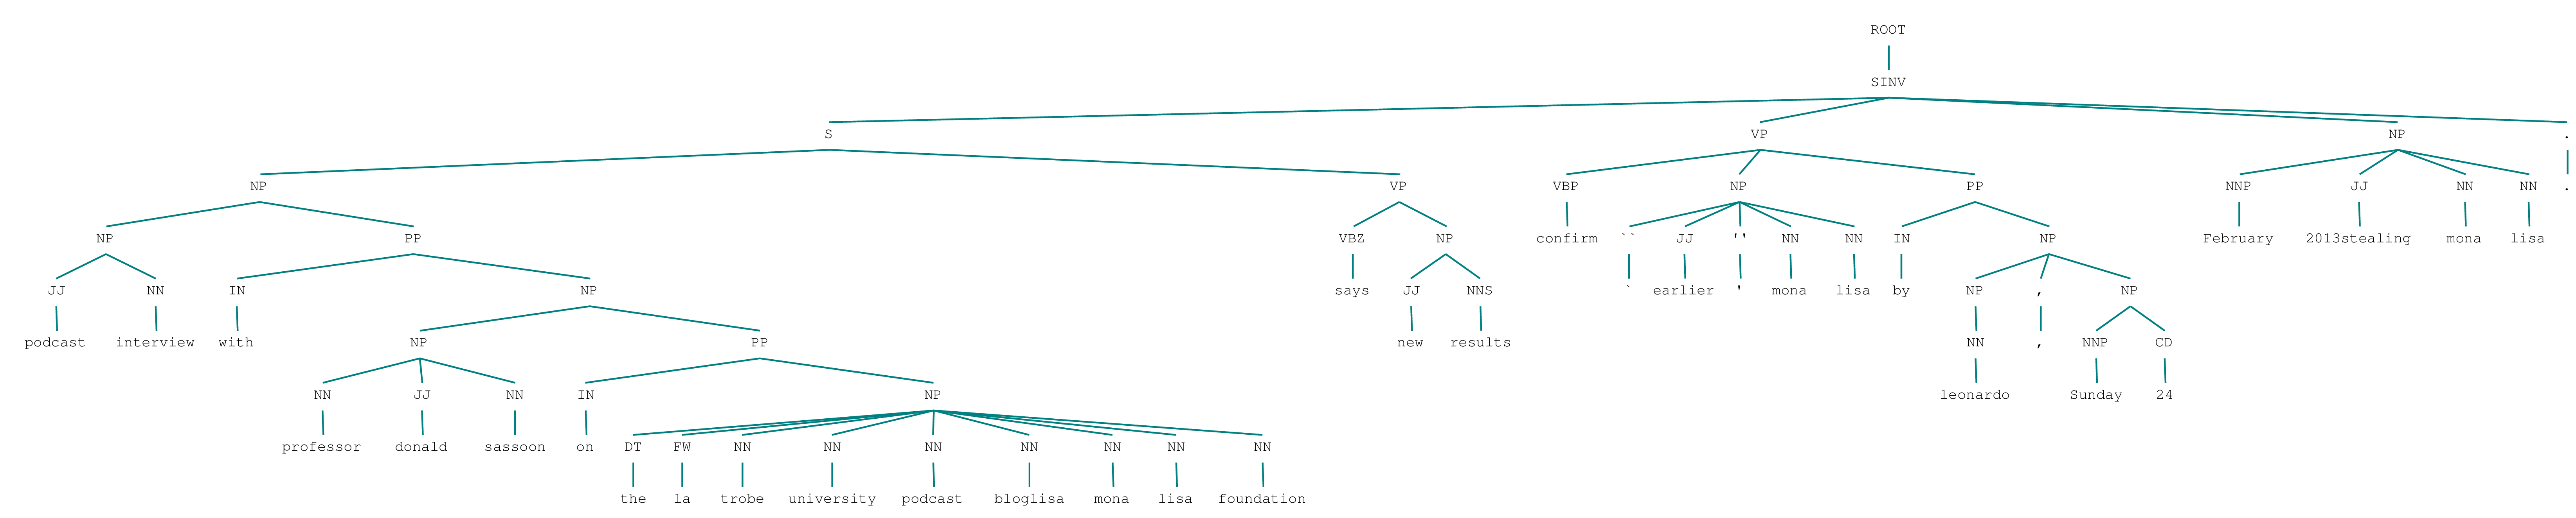 ROOT
SINV
S VP NP .
NP VP VBP NP PP NNP JJ NN NN .
NP PP VBZ NP confirm `` JJ '' NN NN IN NP February 2013stealing mona lisa
JJ NN IN NP says JJ NNS ` earlier ' mona lisa by NP , NP
podcast interview with NP PP new results NN , NNP CD
NN JJ NN IN NP leonardo Sunday 24
professor donald sassoon on DT FW NN NN NN NN NN NN NN
the la trobe university podcast bloglisa mona lisa foundation